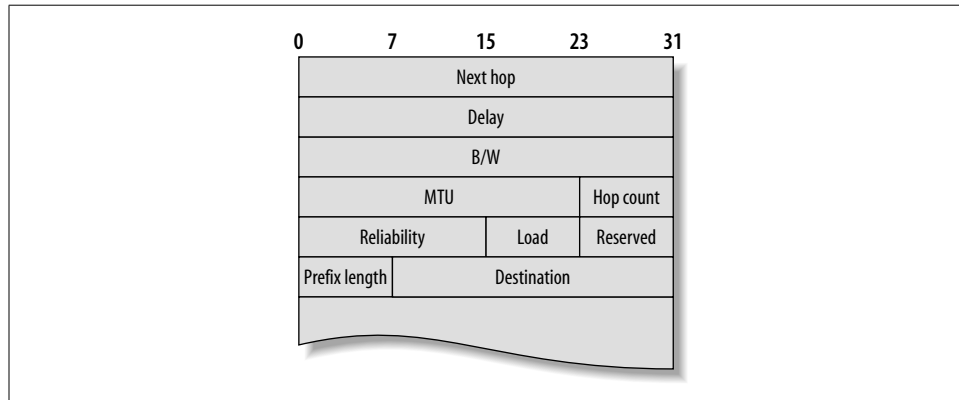 0 7 15 23 31
Next hop
Delay
B/W
MTU Hop count
Reliability Load Reserved
Prefix length Destination